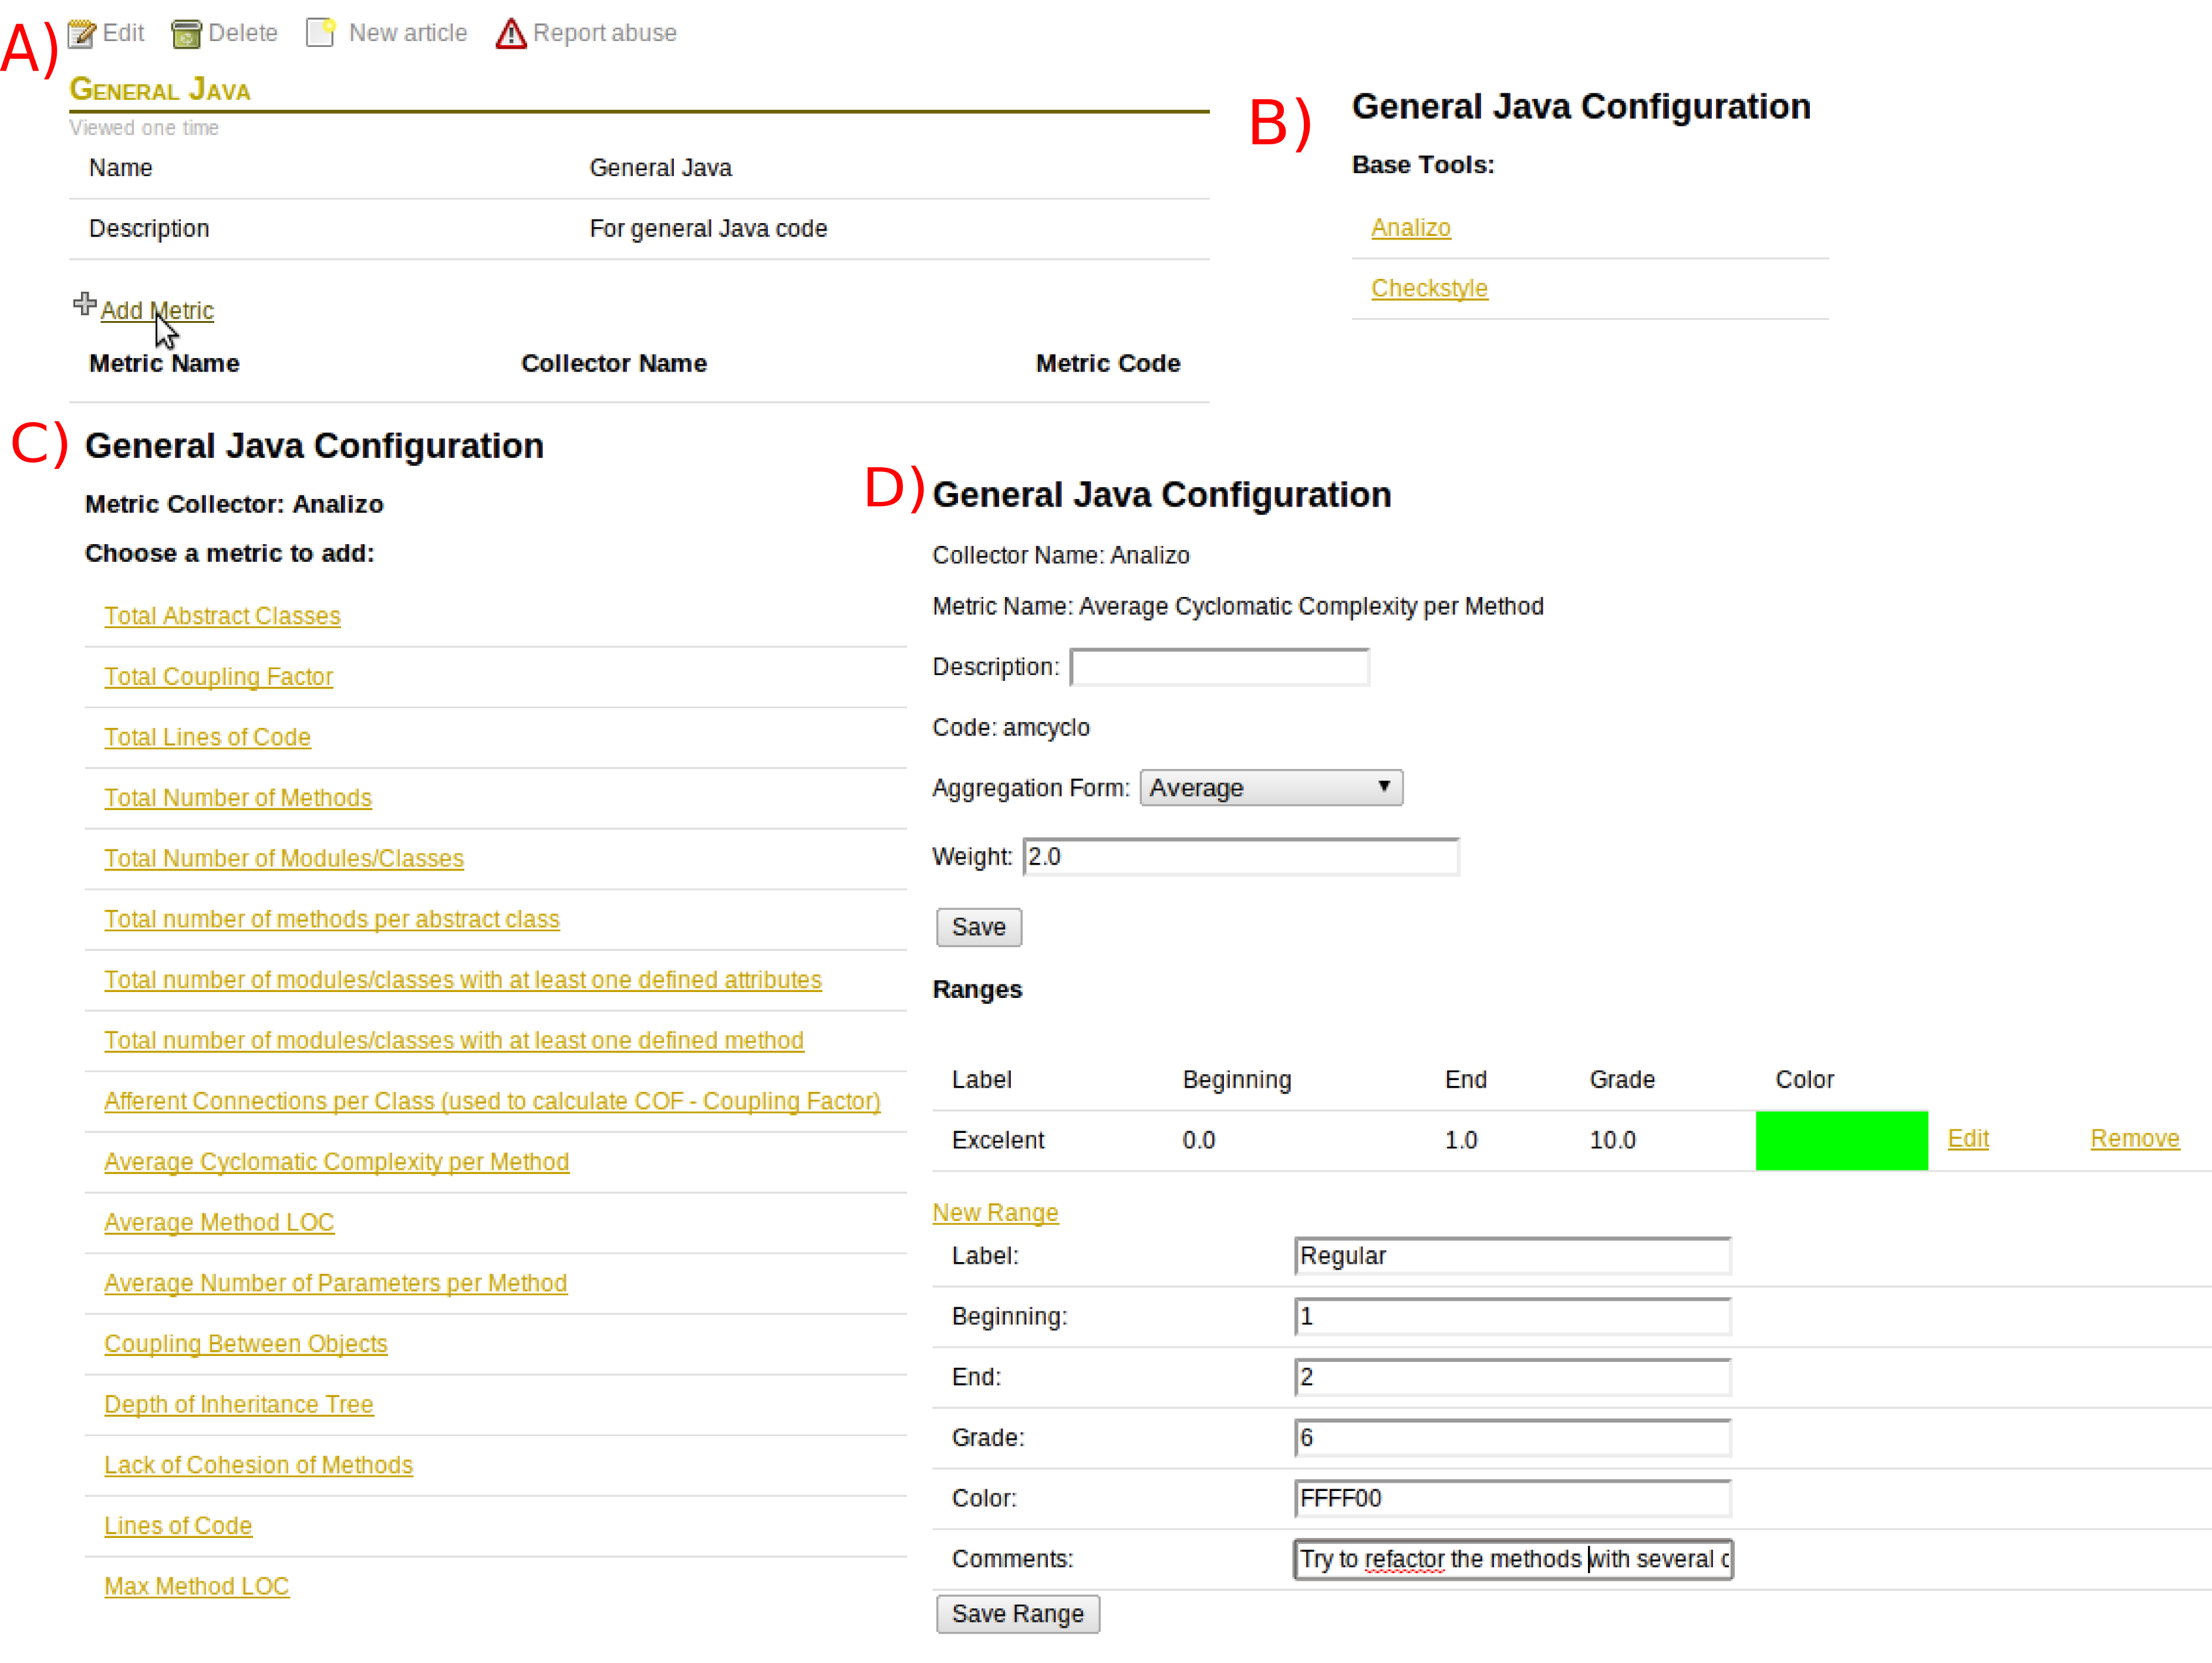 A)
Edit Delete New article Report abuse
General Java
Viewed one time
Name General Java
Description For general Java code
Add Metric
Metric Name Collector Name Metric Code
B)
General Java Configuration
Base Tools:
Analizo
Checkstyle
C)
General Java Configuration
Metric Collector: Analizo
Choose a metric to add:
Total Abstract Classes
Total Coupling Factor
Total Lines of Code
Total Number of Methods
Total Number of Modules/Classes
Total number of methods per abstract class
Total number of modules/classes with at least one defined attributes
Total number of modules/classes with at least one defined method
Afferent Connections per Class (used to calculate COF - Coupling Factor)
Average Cyclomatic Complexity per Method
Average Method LOC
Average Number of Parameters per Method
Coupling Between Objects
Depth of Inheritance Tree
Lack of Cohesion of Methods
Lines of Code
Max Method LOC
D)
General Java Configuration
Collector Name: Analizo
Metric Name: Average Cyclomatic Complexity per Method
Description:
Code: amcyclo
Aggregation Form: Average
Weight: 2.0
Save
Ranges
Label Beginning End Grade Color
Excelent 0.0 1.0 10.0 Edit Remove
New Range
Label: Regular
Beginning: 1
End: 2
Grade: 6
Color: FFFF00
Comments: Try to refactor the methods with several
Save Range